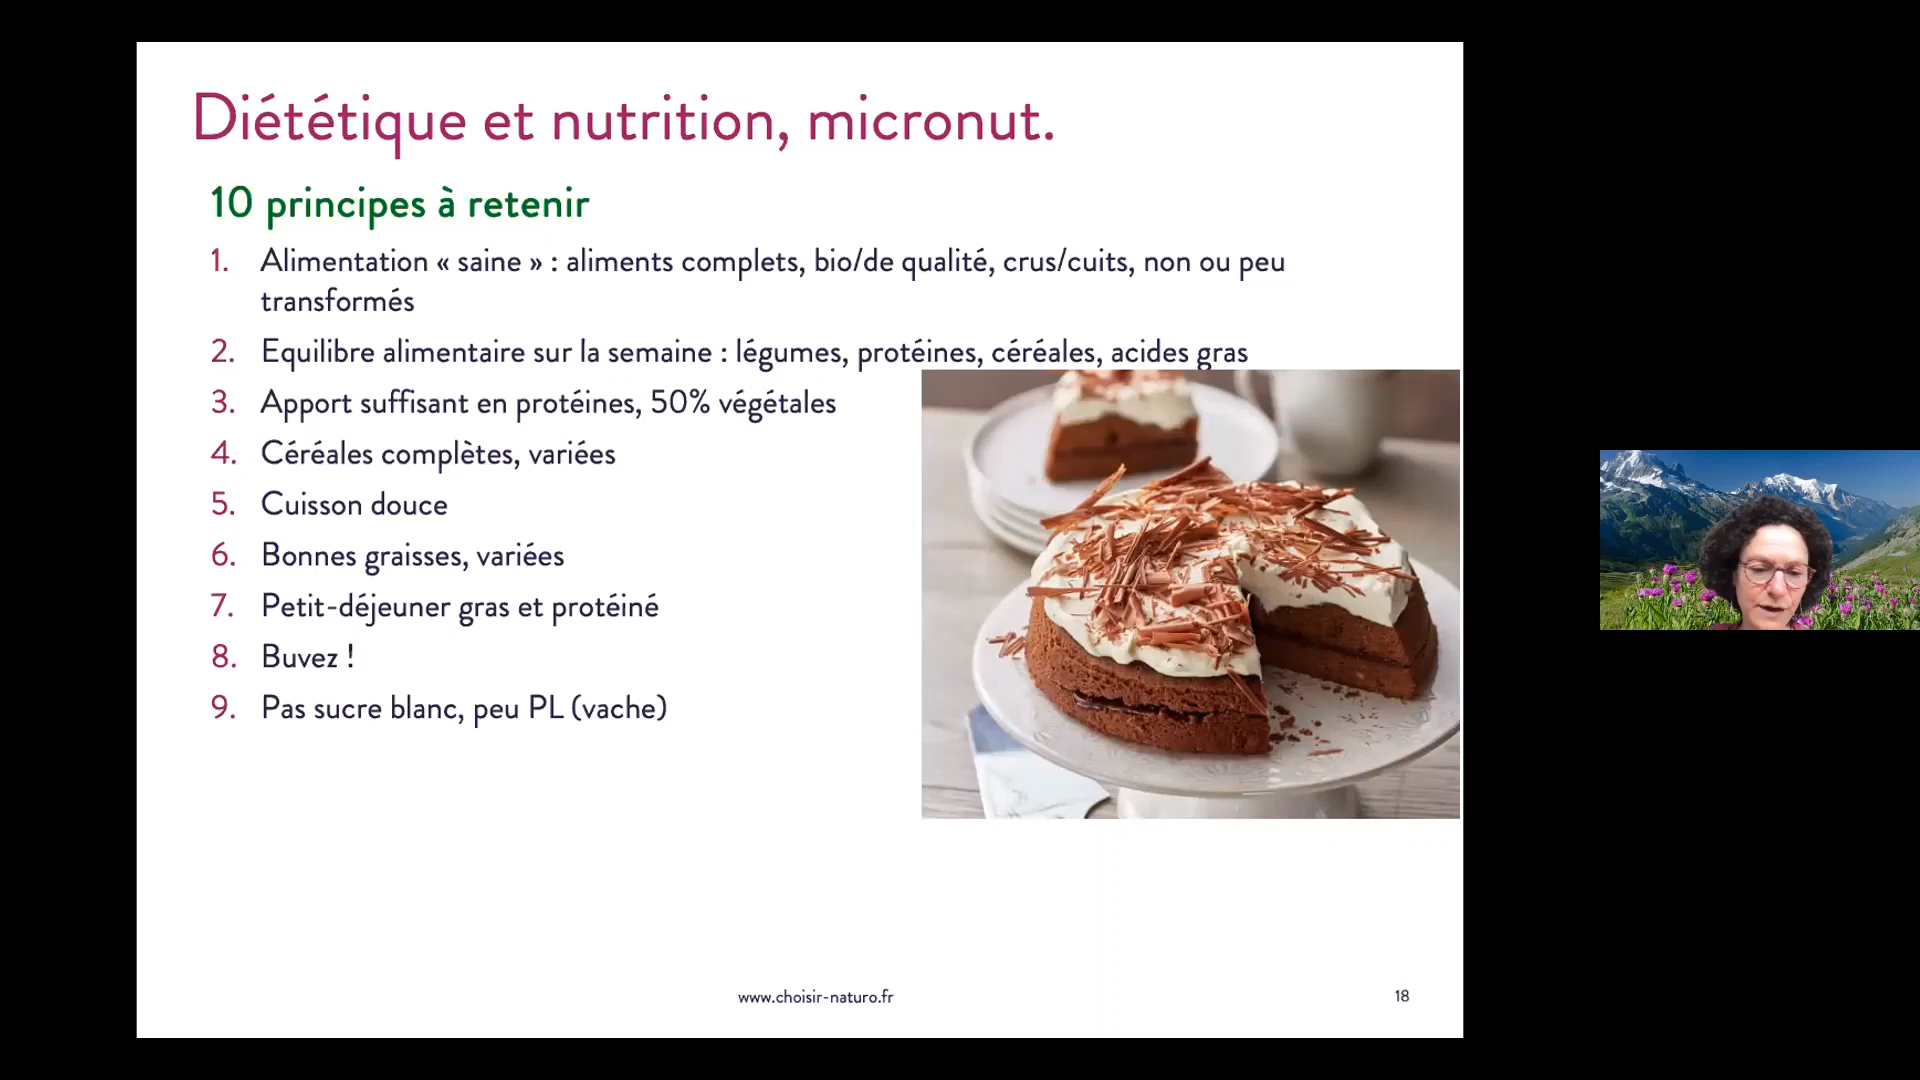 Diététique et nutrition, micronut.
10 principes à retenir
1. Alimentation « saine » : aliments complets, bio/de qualité, crus/cuits, non ou peu
transformés
2. Equilibre alimentaire sur la semaine : légumes, protéines, céréales, acides gras
3. Apport suffisant en protéines, 50% végétales
4. Céréales complètes, variées
5. Cuisson douce
6. Bonnes graisses, variées
7. Petit-déjeuner gras et protéiné
8. Buvez !
9. Pas sucre blanc, peu PL (vache)
www.choisir-naturo.fr
18